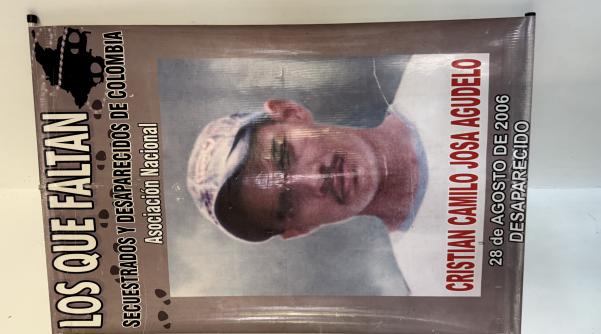 LOS QUE FALTAN
SECUESTRADOS Y DESAPARECIDOS DE COLOMBIA
Asociación Nacional
CRISTIAN CAMILO JOSA AGUDELO
28 de AGOSTO DE 2006
DESAPARECIDO